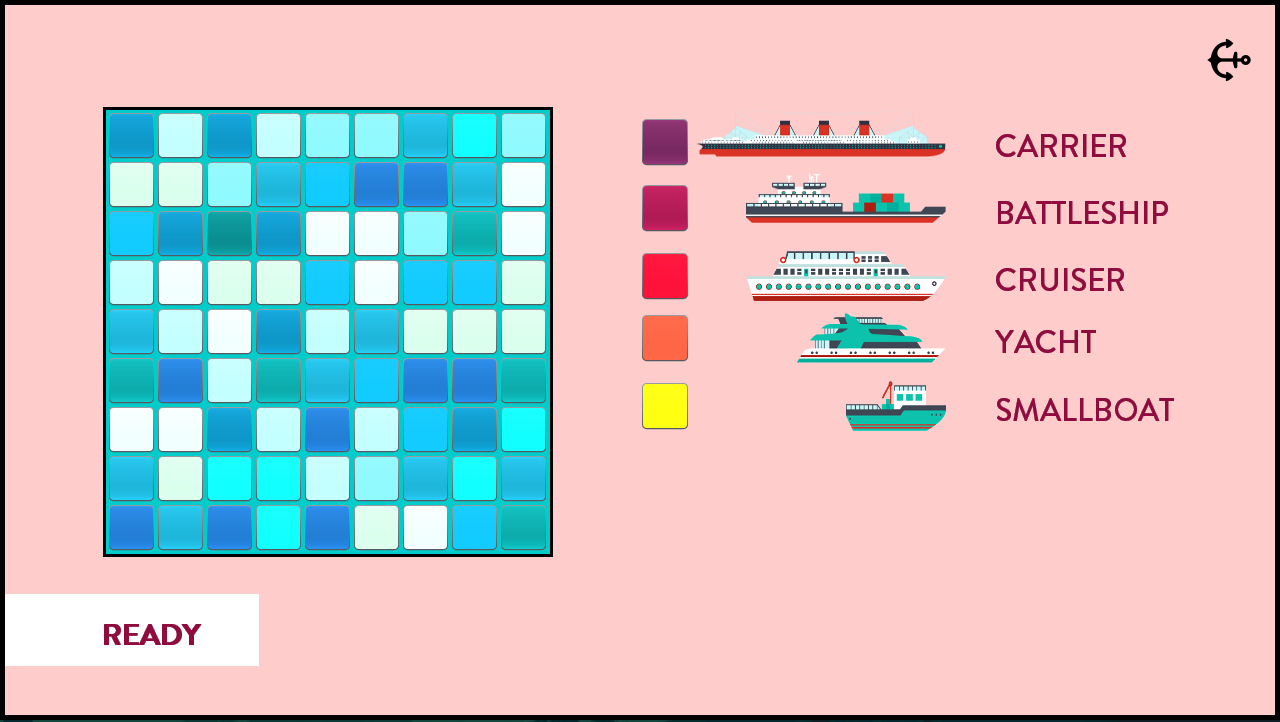 CARRIER
BATTLESHIP
CRUISER
YACHT
SMALLBOAT
READY